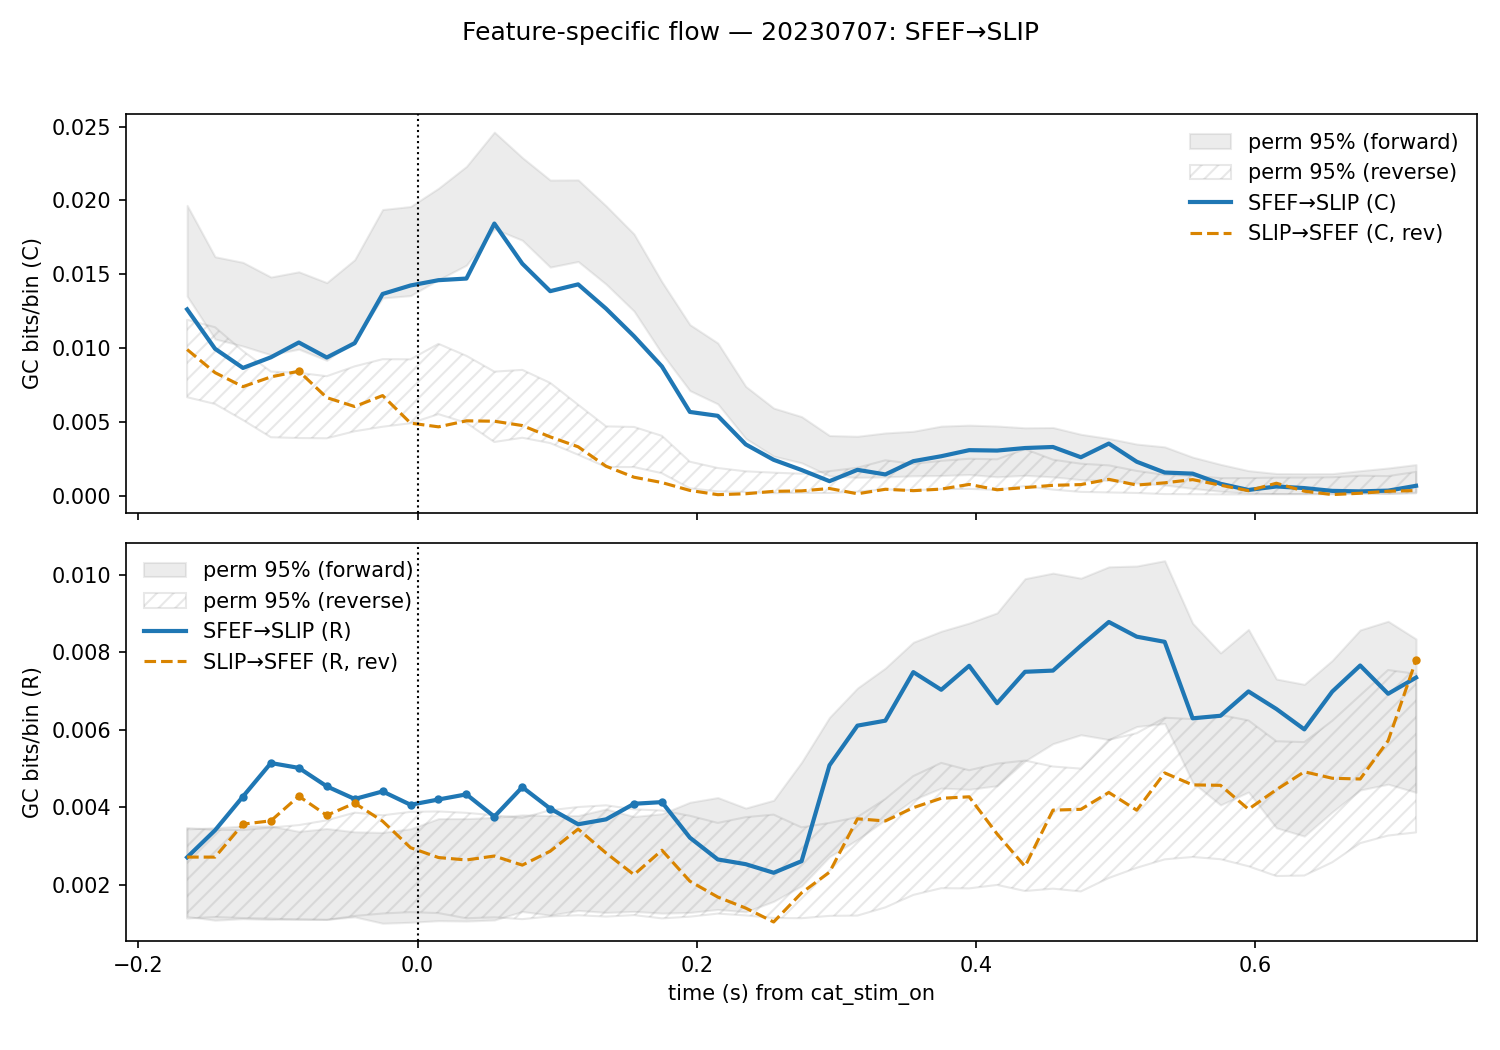 Feature-specific flow — 20230707: SFEF→SLIP
GC bits/bin (C)
0.025
0.020
0.015
0.010
0.005
0.000
perm 95% (forward)
perm 95% (reverse)
SFEF→SLIP (C)
SLIP→SFEF (C, rev)
GC bits/bin (R)
0.010
0.008
0.006
0.004
0.002
perm 95% (forward)
perm 95% (reverse)
SFEF→SLIP (R)
SLIP→SFEF (R, rev)
−0.2 0.0 0.2 0.4 0.6
time (s) from cat_stim_on